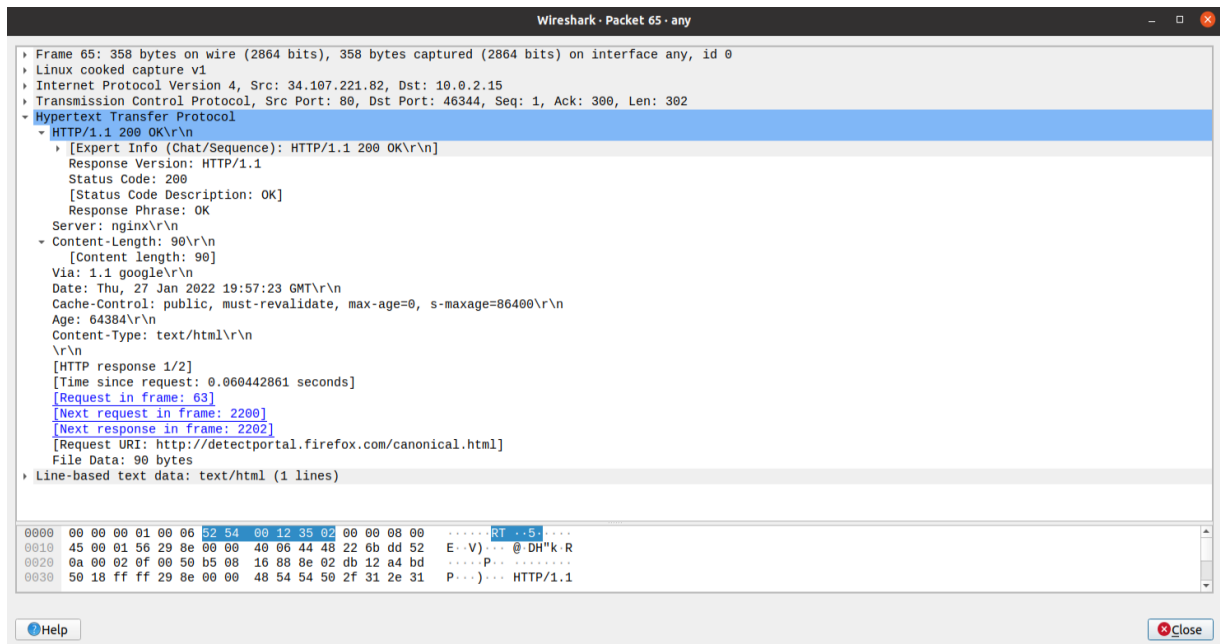 Wireshark · Packet 65 · any
Frame 65: 358 bytes on wire (2864 bits), 358 bytes captured (2864 bits) on interface any, id 0
Linux cooked capture v1
Internet Protocol Version 4, Src: 34.107.221.82, Dst: 10.0.2.15
Transmission Control Protocol, Src Port: 80, Dst Port: 46344, Seq: 1, Ack: 300, Len: 302
Hypertext Transfer Protocol
HTTP/1.1 200 OK\r\n
[Expert Info (Chat/Sequence): HTTP/1.1 200 OK\r\n]
Response Version: HTTP/1.1
Status Code: 200
[Status Code Description: OK]
Response Phrase: OK
Server: nginx\r\n
Content-Length: 90\r\n
[Content length: 90]
Via: 1.1 google\r\n
Date: Thu, 27 Jan 2022 19:57:23 GMT\r\n
Cache-Control: public, must-revalidate, max-age=0, s-maxage=86400\r\n
Age: 64384\r\n
Content-Type: text/html\r\n
\r\n
[HTTP response 1/2]
[Time since request: 0.060442861 seconds]
[Request in frame: 63]
[Next request in frame: 2200]
[Next response in frame: 2202]
[Request URI: http://detectportal.firefox.com/canonical.html]
File Data: 90 bytes
Line-based text data: text/html (1 lines)
0000 00 00 00 01 00 06 52 54 00 12 35 02 00 00 08 00 ······RT ··5·····
0010 45 00 01 56 29 8e 00 00 40 06 44 48 22 6b dd 52 E··V)··· @·DH"k·R
0020 0a 00 02 0f 00 50 b5 08 16 88 8e 02 db 12 a4 bd ·····P·· ········
0030 50 18 ff ff 29 8e 00 00 48 54 54 50 2f 31 2e 31 P···)··· HTTP/1.1
Help
Close